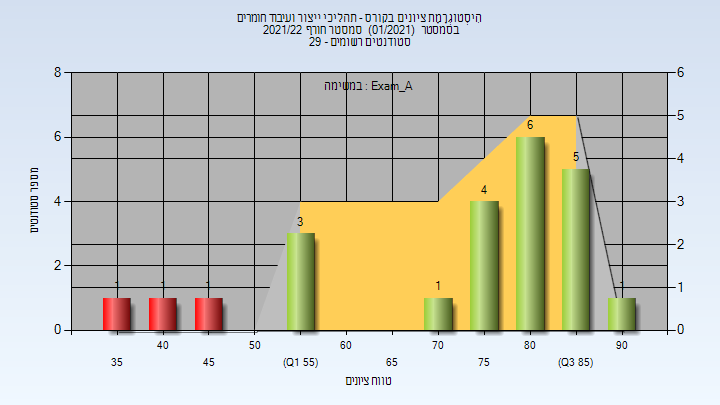 היסטוגרמת ציונים בקורס - תהליכי ייצור ועיבוד חומרים
בסמסטר (01/2021) סמסטר חורף 2021/22
סטודנטים רשומים - 29
במשימה : Exam_A
8 6
5
6
4
4 3
2
2
1
0 0
1 1 1 3 1 4 6 5 1
מספר סטודנטים
40 50 60 70 80 90
35 45 (Q1 55) 65 75 (Q3 85)
טווח ציונים